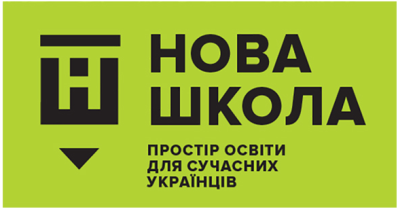 НОВА
ШКОЛА
ПРОСТІР ОСВІТИ
ДЛЯ СУЧАСНИХ
УКРАЇНЦІВ